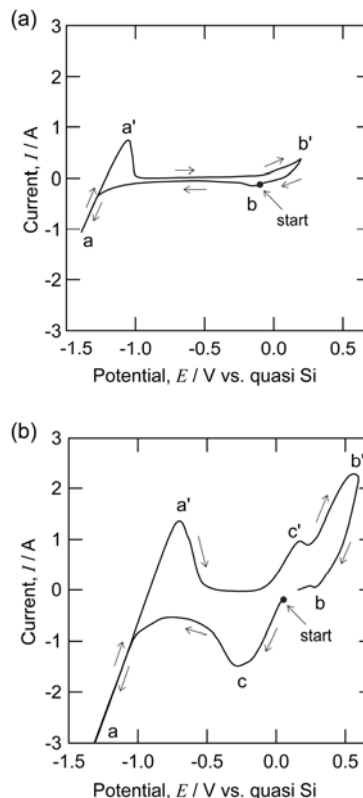 (a)
3
2
1
0
-1
-2
-3
Current, I / A
a'
b'
a
b
start
-1.5 -1.0 -0.5 0.0 0.5
Potential, E / V vs. quasi Si
(b)
3
2
1
0
-1
-2
-3
Current, I / A
b'
a'
c'
b
start
c
a
-1.5 -1.0 -0.5 0.0 0.5
Potential, E / V vs. quasi Si